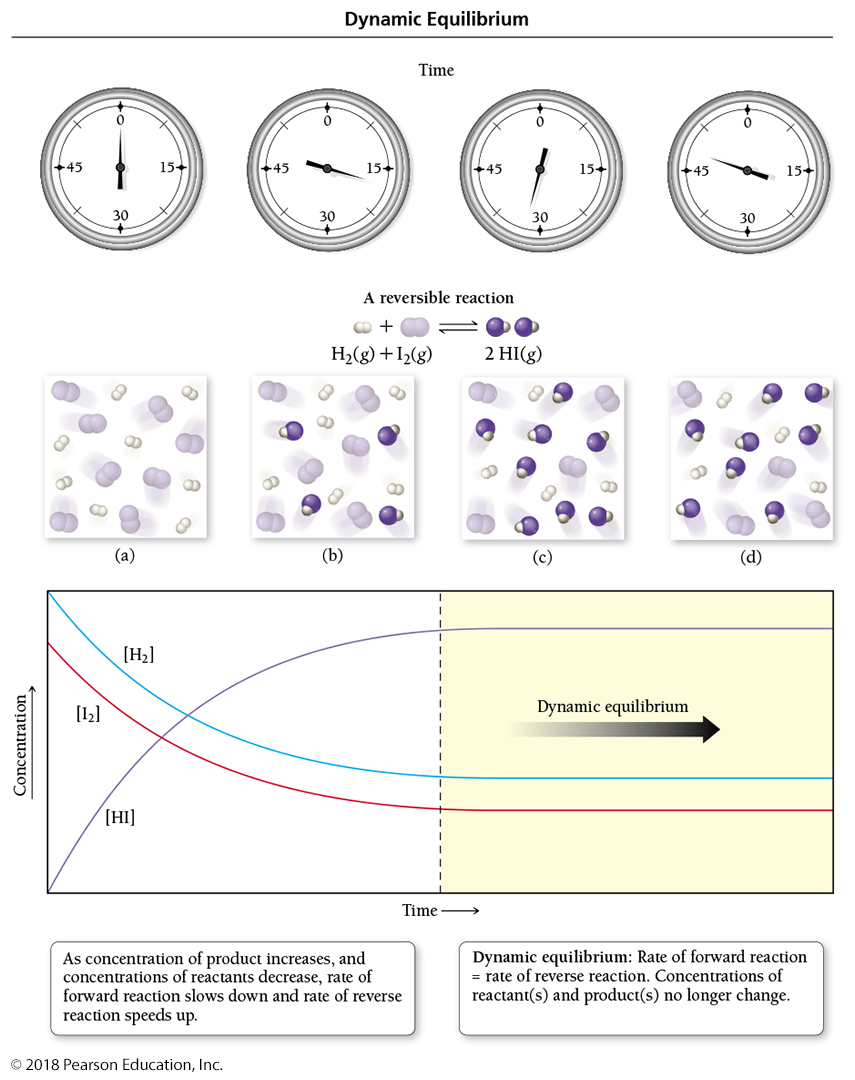 Dynamic Equilibrium
Time
0
45 15
30
0
45 15
30
0
45 15
30
0
45 15
30
A reversible reaction
+ ⇌
H₂(g) + I₂(g) 2 HI(g)
(a) (b) (c) (d)
[H₂]
[I₂]
[HI]
Dynamic equilibrium
Concentration →
Time →
As concentration of product increases, and
concentrations of reactants decrease, rate of
forward reaction slows down and rate of reverse
reaction speeds up.
Dynamic equilibrium: Rate of forward reaction
= rate of reverse reaction. Concentrations of
reactant(s) and product(s) no longer change.
© 2018 Pearson Education, Inc.